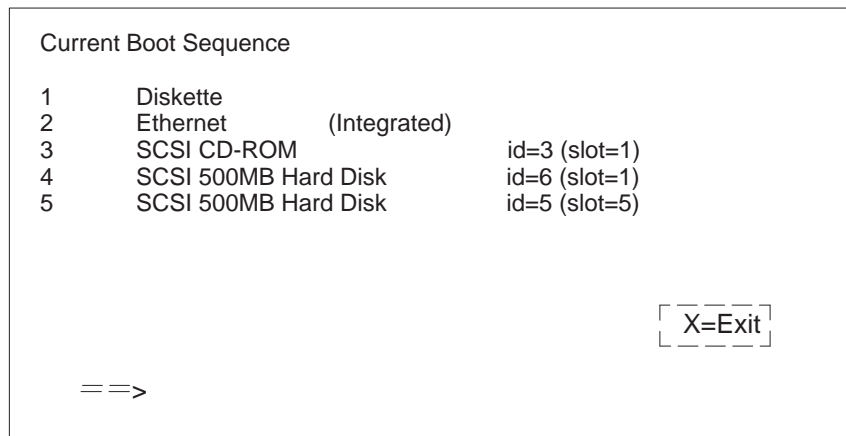 Current Boot Sequence
1 Diskette
2 Ethernet (Integrated)
3 SCSI CD-ROM id=3 (slot=1)
4 SCSI 500MB Hard Disk id=6 (slot=1)
5 SCSI 500MB Hard Disk id=5 (slot=5)
X=Exit
==>